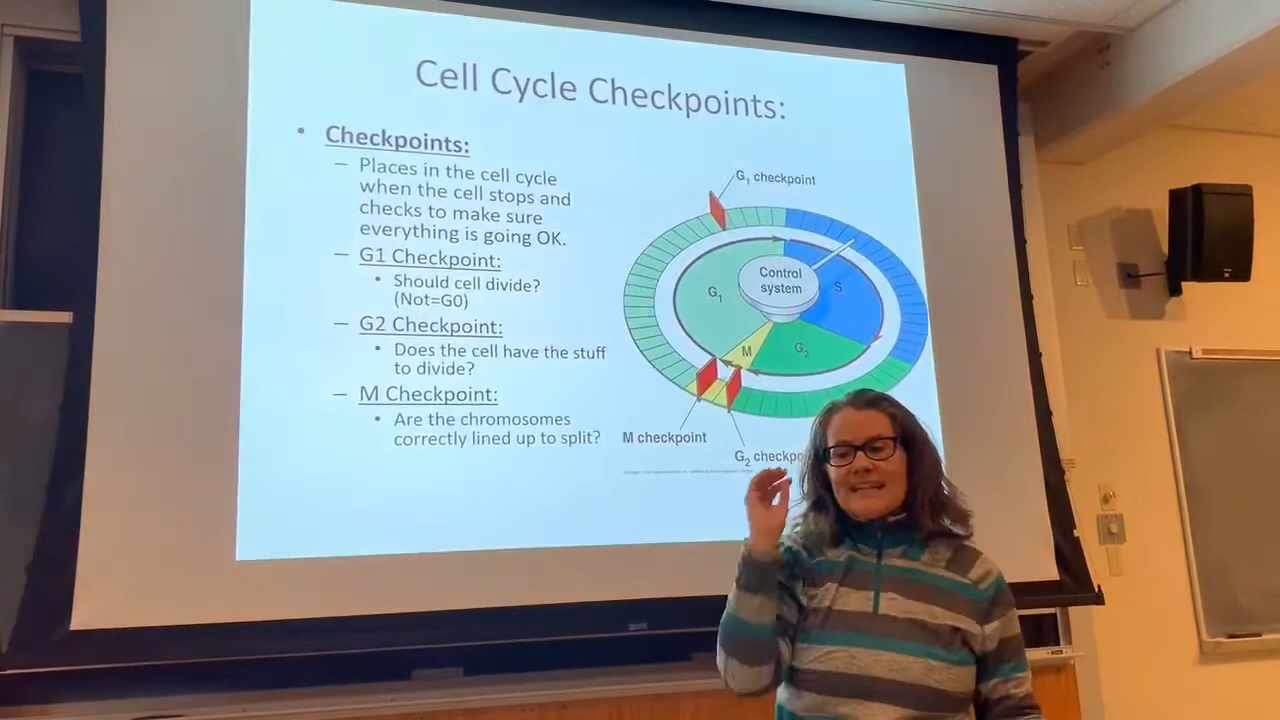 Cell Cycle Checkpoints:
• Checkpoints:
– Places in the cell cycle
when the cell stops and
checks to make sure
everything is going OK.
– G1 Checkpoint:
• Should cell divide?
(Not=G0)
– G2 Checkpoint:
• Does the cell have the stuff
to divide?
– M Checkpoint:
• Are the chromosomes
correctly lined up to split?
G₁ checkpoint
Control
system
G₁
S
M
G₂
M checkpoint
G₂ checkpo